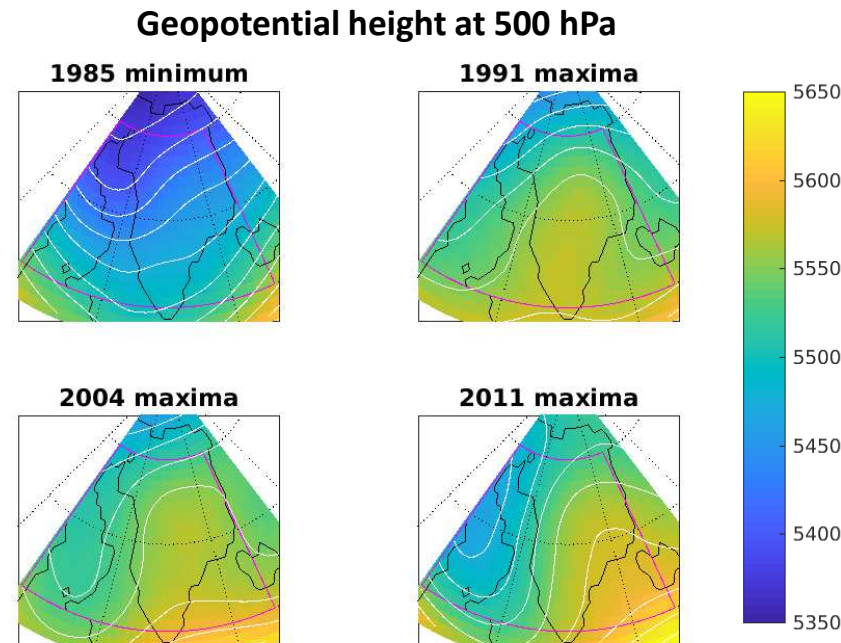 Geopotential height at 500 hPa
1985 minimum
1991 maxima
2004 maxima
2011 maxima
5650
5600
5550
5500
5450
5400
5350